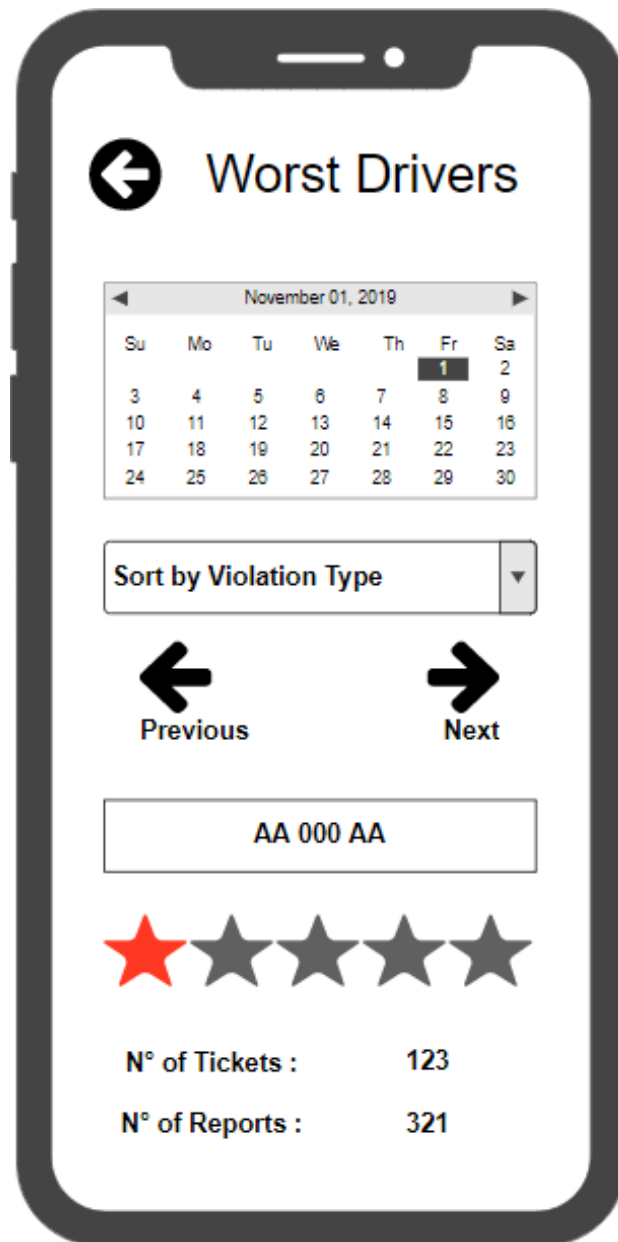 Worst Drivers
November 01, 2019
Su Mo Tu We Th Fr Sa
1 2
3 4 5 6 7 8 9
10 11 12 13 14 15 16
17 18 19 20 21 22 23
24 25 26 27 28 29 30
Sort by Violation Type
Previous Next
AA 000 AA
N° of Tickets : 123
N° of Reports : 321